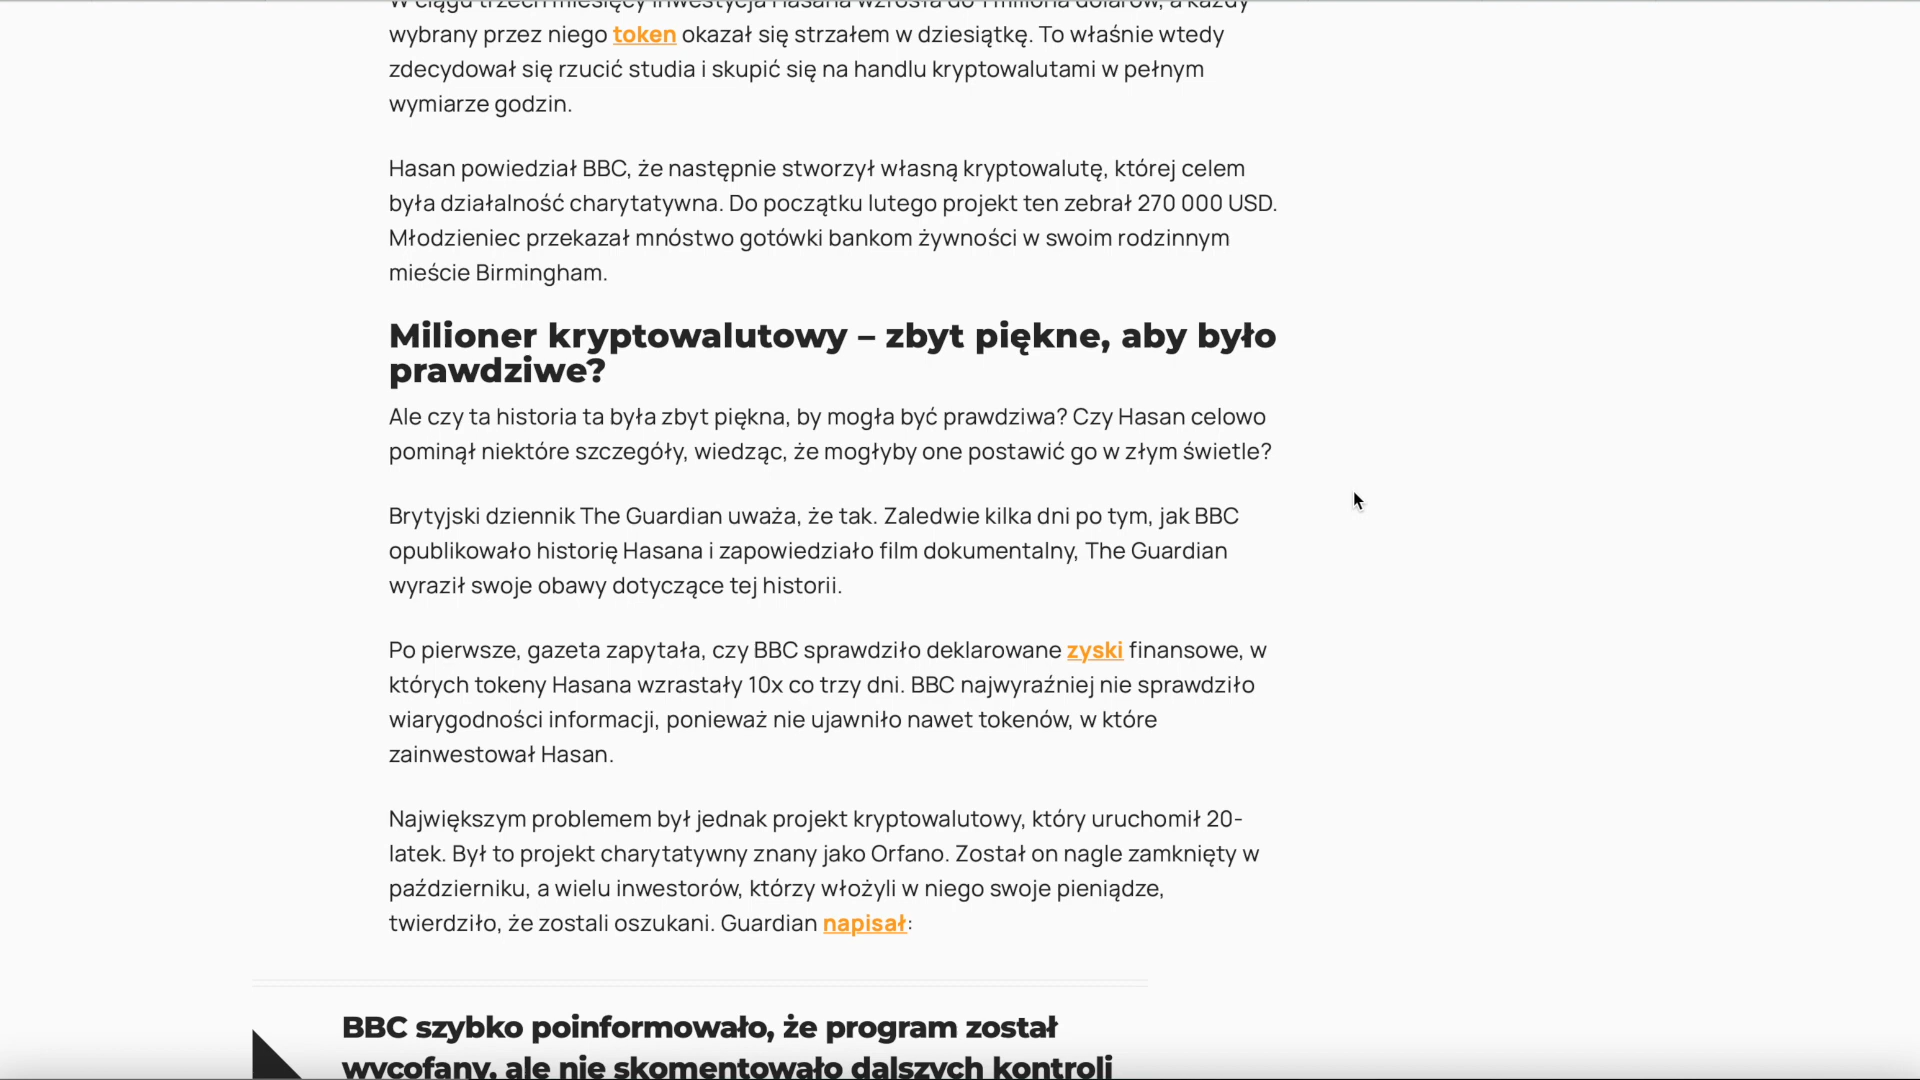 W ciągu trzech miesięcy inwestycja Hasana wzrosła do 1 miliona dolarów, a każdy
wybrany przez niego token okazał się strzałem w dziesiątkę. To właśnie wtedy
zdecydował się rzucić studia i skupić się na handlu kryptowalutami w pełnym
wymiarze godzin.
Hasan powiedział BBC, że następnie stworzył własną kryptowalutę, której celem
była działalność charytatywna. Do początku lutego projekt ten zebrał 270 000 USD.
Młodzieniec przekazał mnóstwo gotówki bankom żywności w swoim rodzinnym
mieście Birmingham.
Milioner kryptowalutowy – zbyt piękne, aby było
prawdziwe?
Ale czy ta historia ta była zbyt piękna, by mogła być prawdziwa? Czy Hasan celowo
pominął niektóre szczegóły, wiedząc, że mogłyby one postawić go w złym świetle?
Brytyjski dziennik The Guardian uważa, że tak. Zaledwie kilka dni po tym, jak BBC
opublikowało historię Hasana i zapowiedziało film dokumentalny, The Guardian
wyraził swoje obawy dotyczące tej historii.
Po pierwsze, gazeta zapytała, czy BBC sprawdziło deklarowane zyski finansowe, w
których tokeny Hasana wzrastały 10x co trzy dni. BBC najwyraźniej nie sprawdziło
wiarygodności informacji, ponieważ nie ujawniło nawet tokenów, w które
zainwestował Hasan.
Największym problemem był jednak projekt kryptowalutowy, który uruchomił 20-
latek. Był to projekt charytatywny znany jako Orfano. Został on nagle zamknięty w
październiku, a wielu inwestorów, którzy włożyli w niego swoje pieniądze,
twierdziło, że zostali oszukani. Guardian napisał:
BBC szybko poinformowało, że program został
wycofany, ale nie skomentowało dalszych kontroli